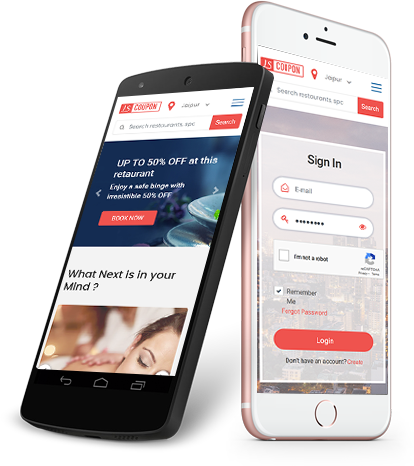 JS COUPON
Jaipur
Search restaurants, spc
Search
UP TO 50% OFF at this
retaurant
Enjoy a safe binge with
irresistible 50% OFF
BOOK NOW
What Next is in your
Mind ?
JS COUPON
Jaipur
Search restaurants, spc
Search
Sign In
E-mail
I'm not a robot
reCAPTCHA
Privacy - Terms
Remember
Me
Forgot Password
Login
Don't have an account? Create